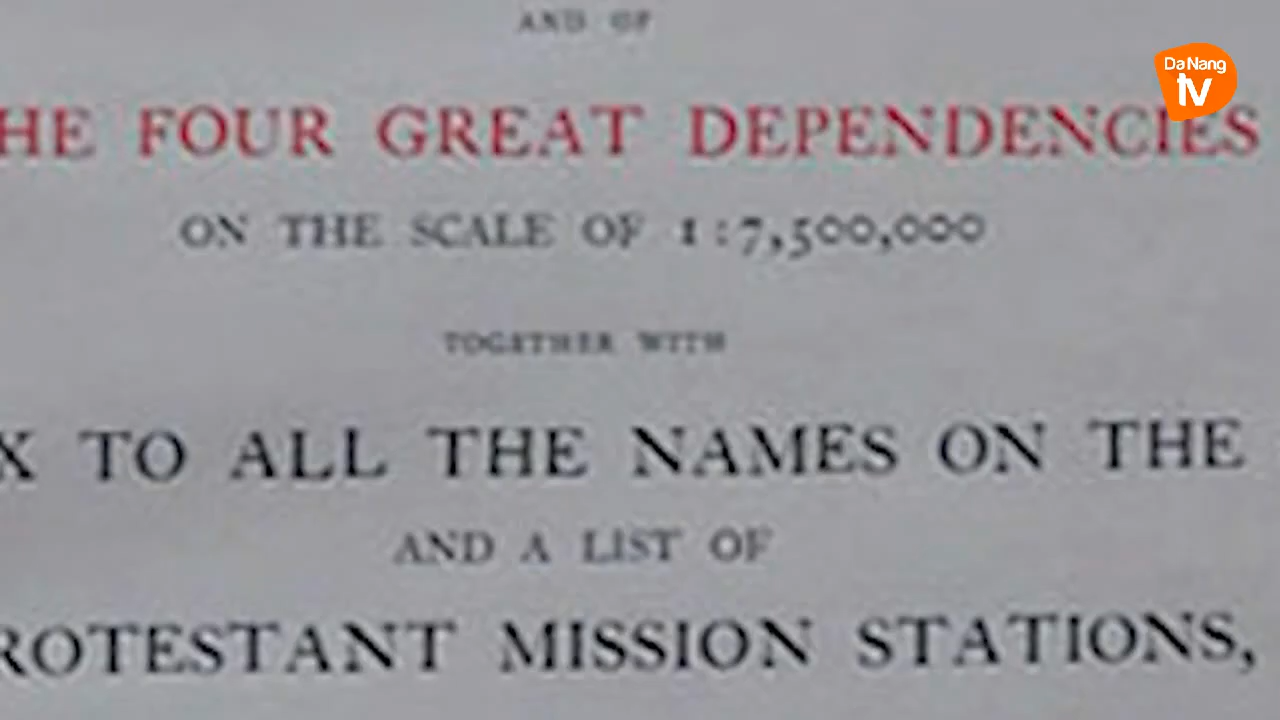 AND OF
Da Nang
tv
HE FOUR GREAT DEPENDENCIES
ON THE SCALE OF 1:7,500,000
TOGETHER WITH
X TO ALL THE NAMES ON THE
AND A LIST OF
ROTESTANT MISSION STATIONS,